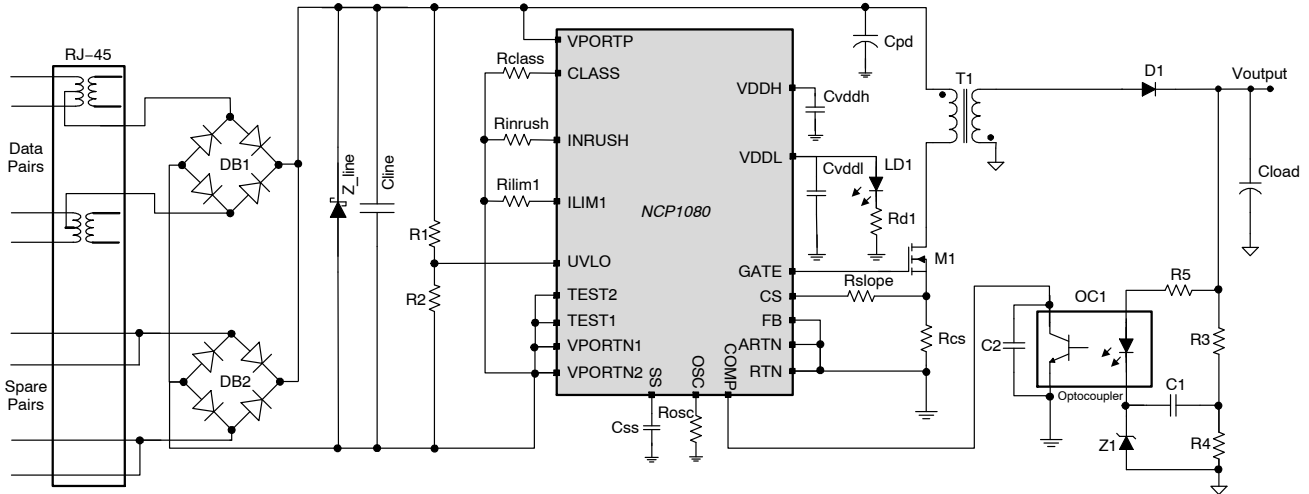 RJ-45
Data
Pairs
Spare
Pairs
DB1
DB2
Z_line
Cline
R1
R2
Rclass
Rinrush
Rilim1
VPORTP
CLASS
INRUSH
ILIM1
UVLO
TEST2
TEST1
VPORTN1
VPORTN2
NCP1080
VDDH
VDDL
GATE
CS
FB
ARTN
RTN
SS
OSC
COMP
Css
Rosc
Cvddh
Cvddl
LD1
Rd1
Cpd
T1
M1
Rslope
Rcs
D1
Voutput
Cload
OC1
C2
Optocoupler
R5
R3
C1
Z1
R4